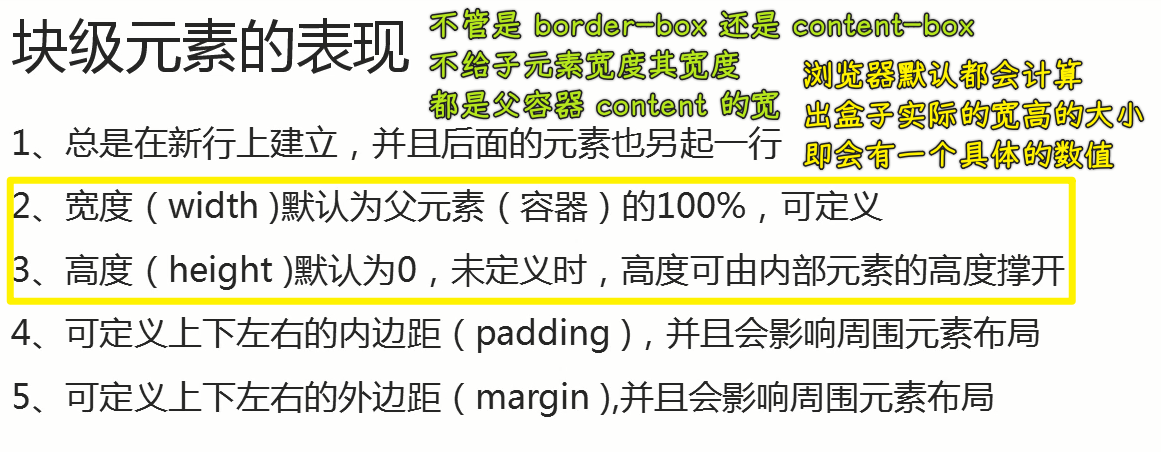 块级元素的表现
不管是 border-box 还是 content-box
不给子元素宽度其宽度
都是父容器 content 的宽
浏览器默认都会计算
出盒子实际的宽高的大小
即会有一个具体的数值
1、总是在新行上建立，并且后面的元素也另起一行
2、宽度（width )默认为父元素（容器）的100%，可定义
3、高度（height )默认为0，未定义时，高度可由内部元素的高度撑开
4、可定义上下左右的内边距（padding ），并且会影响周围元素布局
5、可定义上下左右的外边距（margin ),并且会影响周围元素布局